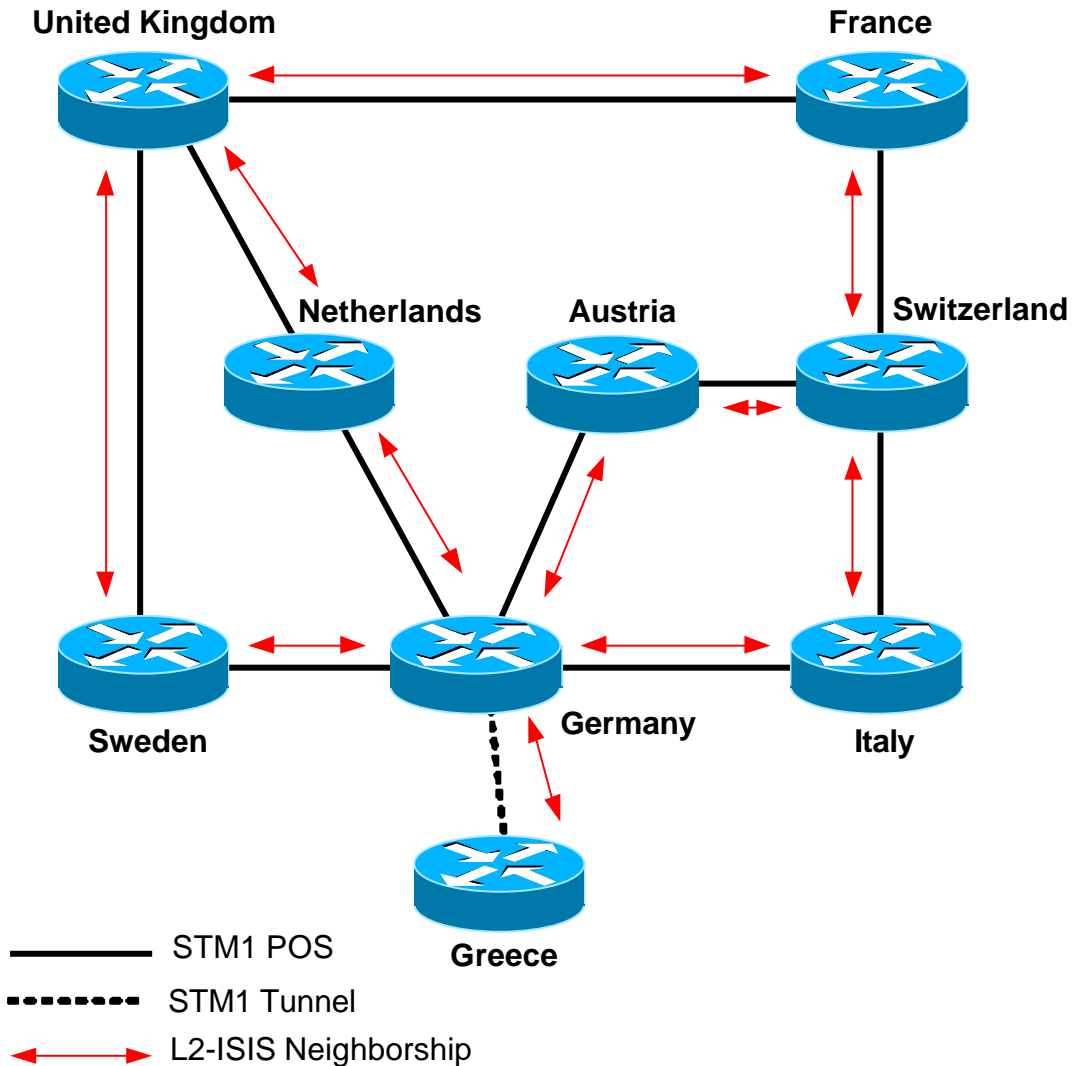 United Kingdom
France
Netherlands
Austria
Switzerland
Sweden
Germany
Italy
Greece
STM1 POS
STM1 Tunnel
L2-ISIS Neighborship